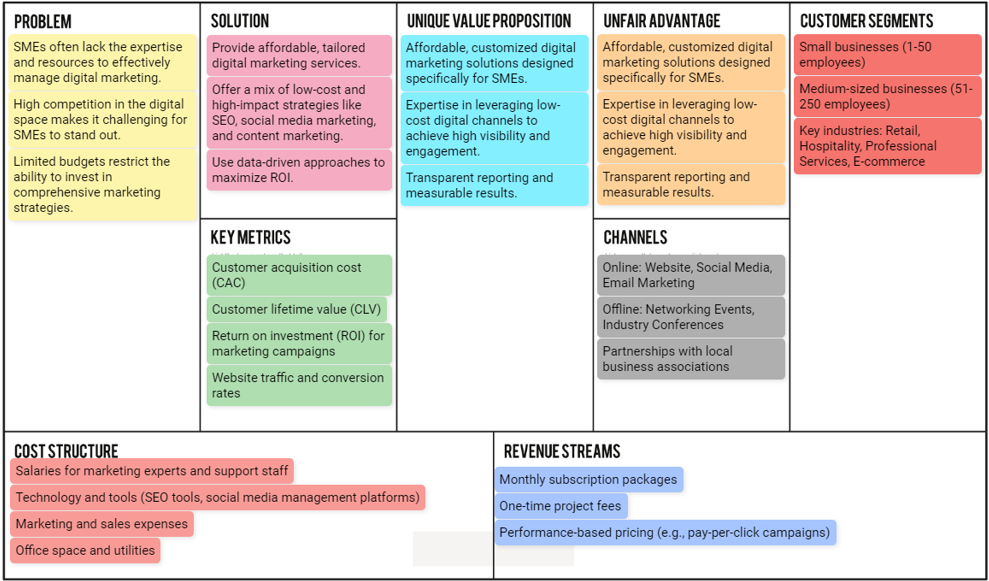 PROBLEM
SMEs often lack the expertise
and resources to effectively
manage digital marketing.
High competition in the digital
space makes it challenging for
SMEs to stand out.
Limited budgets restrict the
ability to invest in
comprehensive marketing
strategies.
SOLUTION
Provide affordable, tailored
digital marketing services.
Offer a mix of low-cost and
high-impact strategies like
SEO, social media marketing,
and content marketing.
Use data-driven approaches to
maximize ROI.
KEY METRICS
Customer acquisition cost
(CAC)
Customer lifetime value (CLV)
Return on investment (ROI) for
marketing campaigns
Website traffic and conversion
rates
UNIQUE VALUE PROPOSITION
Affordable, customized digital
marketing solutions designed
specifically for SMEs.
Expertise in leveraging low-
cost digital channels to
achieve high visibility and
engagement.
Transparent reporting and
measurable results.
UNFAIR ADVANTAGE
Affordable, customized digital
marketing solutions designed
specifically for SMEs.
Expertise in leveraging low-
cost digital channels to
achieve high visibility and
engagement.
Transparent reporting and
measurable results.
CHANNELS
Online: Website, Social Media,
Email Marketing
Offline: Networking Events,
Industry Conferences
Partnerships with local
business associations
CUSTOMER SEGMENTS
Small businesses (1-50
employees)
Medium-sized businesses (51-
250 employees)
Key industries: Retail,
Hospitality, Professional
Services, E-commerce
COST STRUCTURE
Salaries for marketing experts and support staff
Technology and tools (SEO tools, social media management platforms)
Marketing and sales expenses
Office space and utilities
REVENUE STREAMS
Monthly subscription packages
One-time project fees
Performance-based pricing (e.g., pay-per-click campaigns)